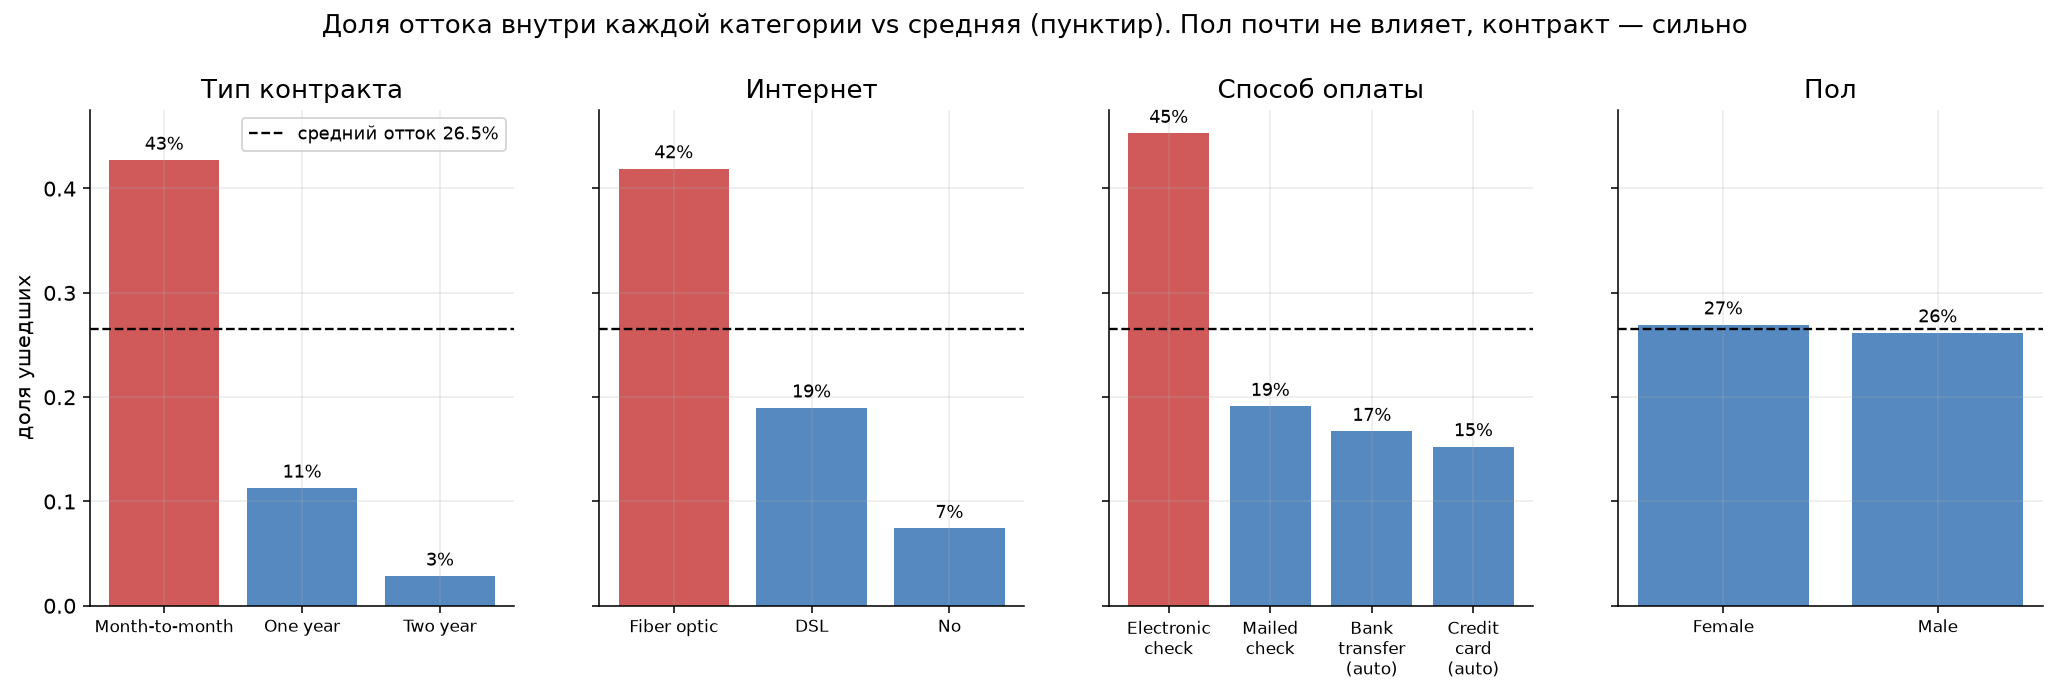 Доля оттока внутри каждой категории vs средняя (пунктир). Пол почти не влияет, контракт — сильно
Тип контракта
средний отток 26.5%
43%
11%
3%
доля ушедших
0.4
0.3
0.2
0.1
0.0
Month-to-month
One year
Two year
Интернет
42%
19%
7%
Fiber optic
DSL
No
Способ оплаты
45%
19%
17%
15%
Electronic
check
Mailed
check
Bank
transfer
(auto)
Credit
card
(auto)
Пол
27%
26%
Female
Male